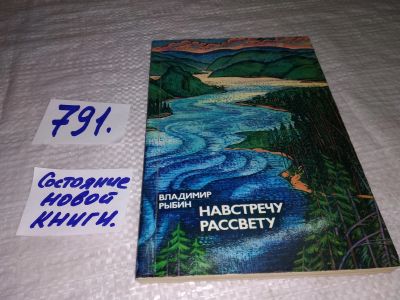 791.
Состояние
новой
книги.
ВЛАДИМИР
РЫБИН
НАВСТРЕЧУ
РАССВЕТУ